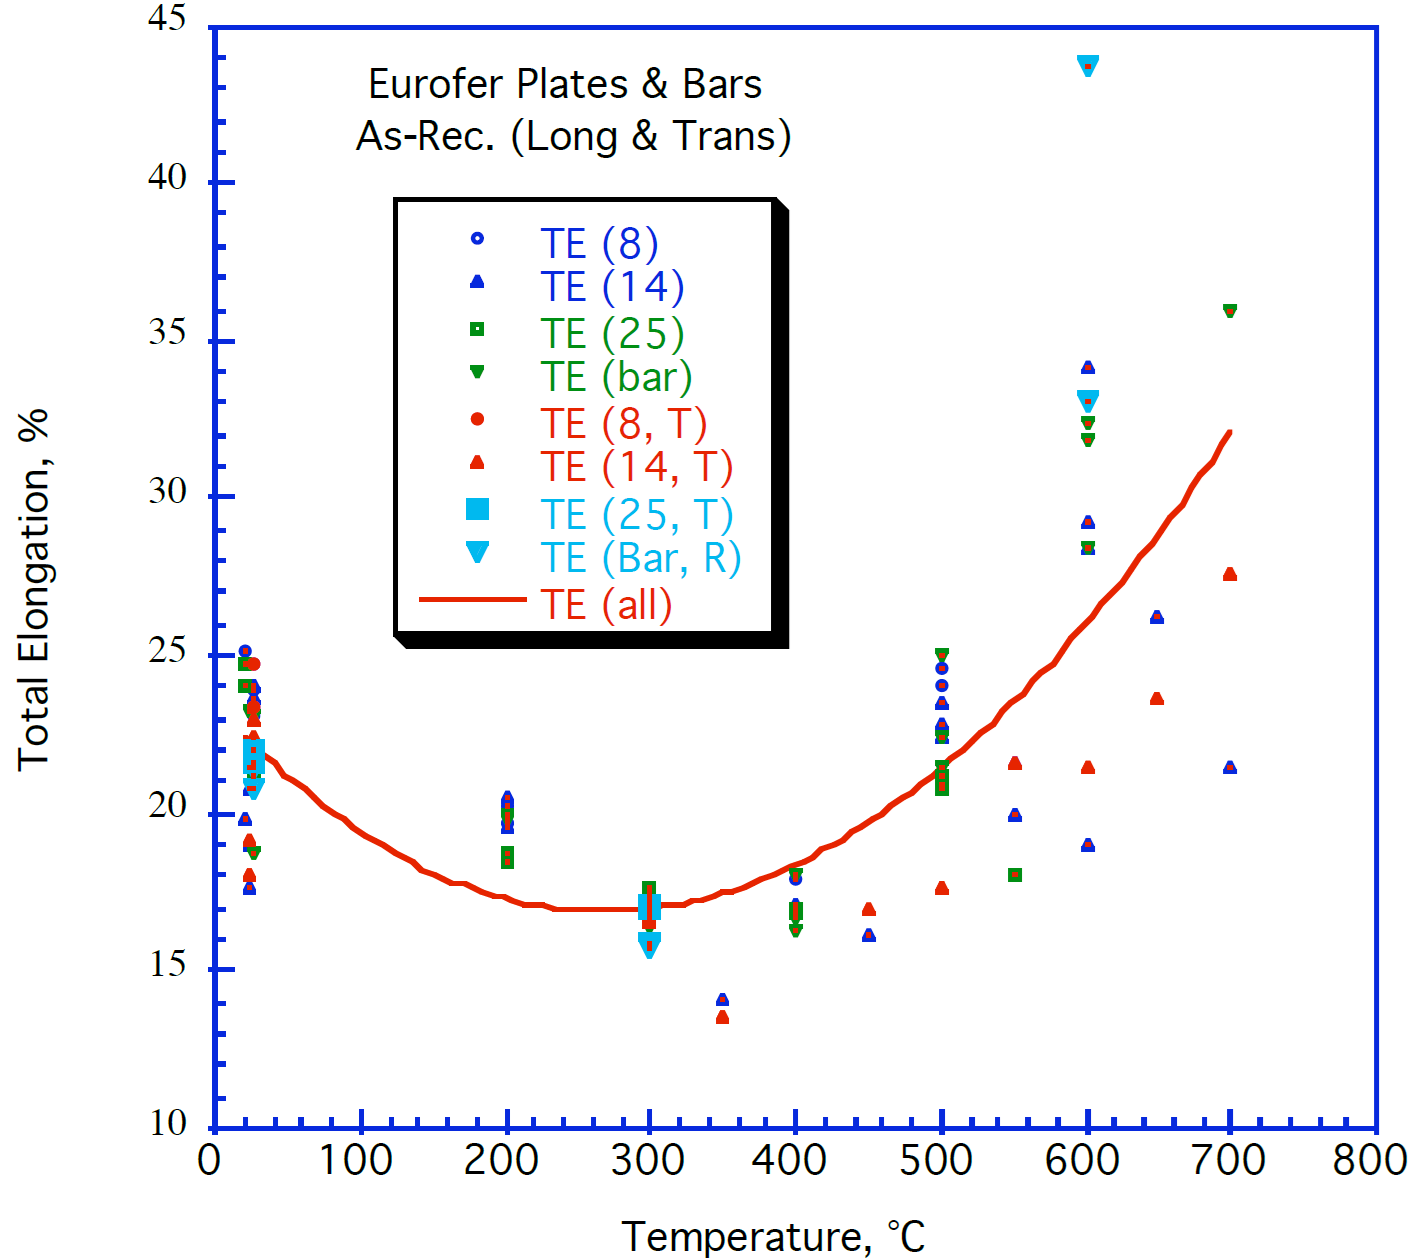 Eurofer Plates & Bars
As-Rec. (Long & Trans)
TE (8)
TE (14)
TE (25)
TE (bar)
TE (8, T)
TE (14, T)
TE (25, T)
TE (Bar, R)
TE (all)
Total Elongation, %
45
40
35
30
25
20
15
10
0 100 200 300 400 500 600 700 800
Temperature, °C